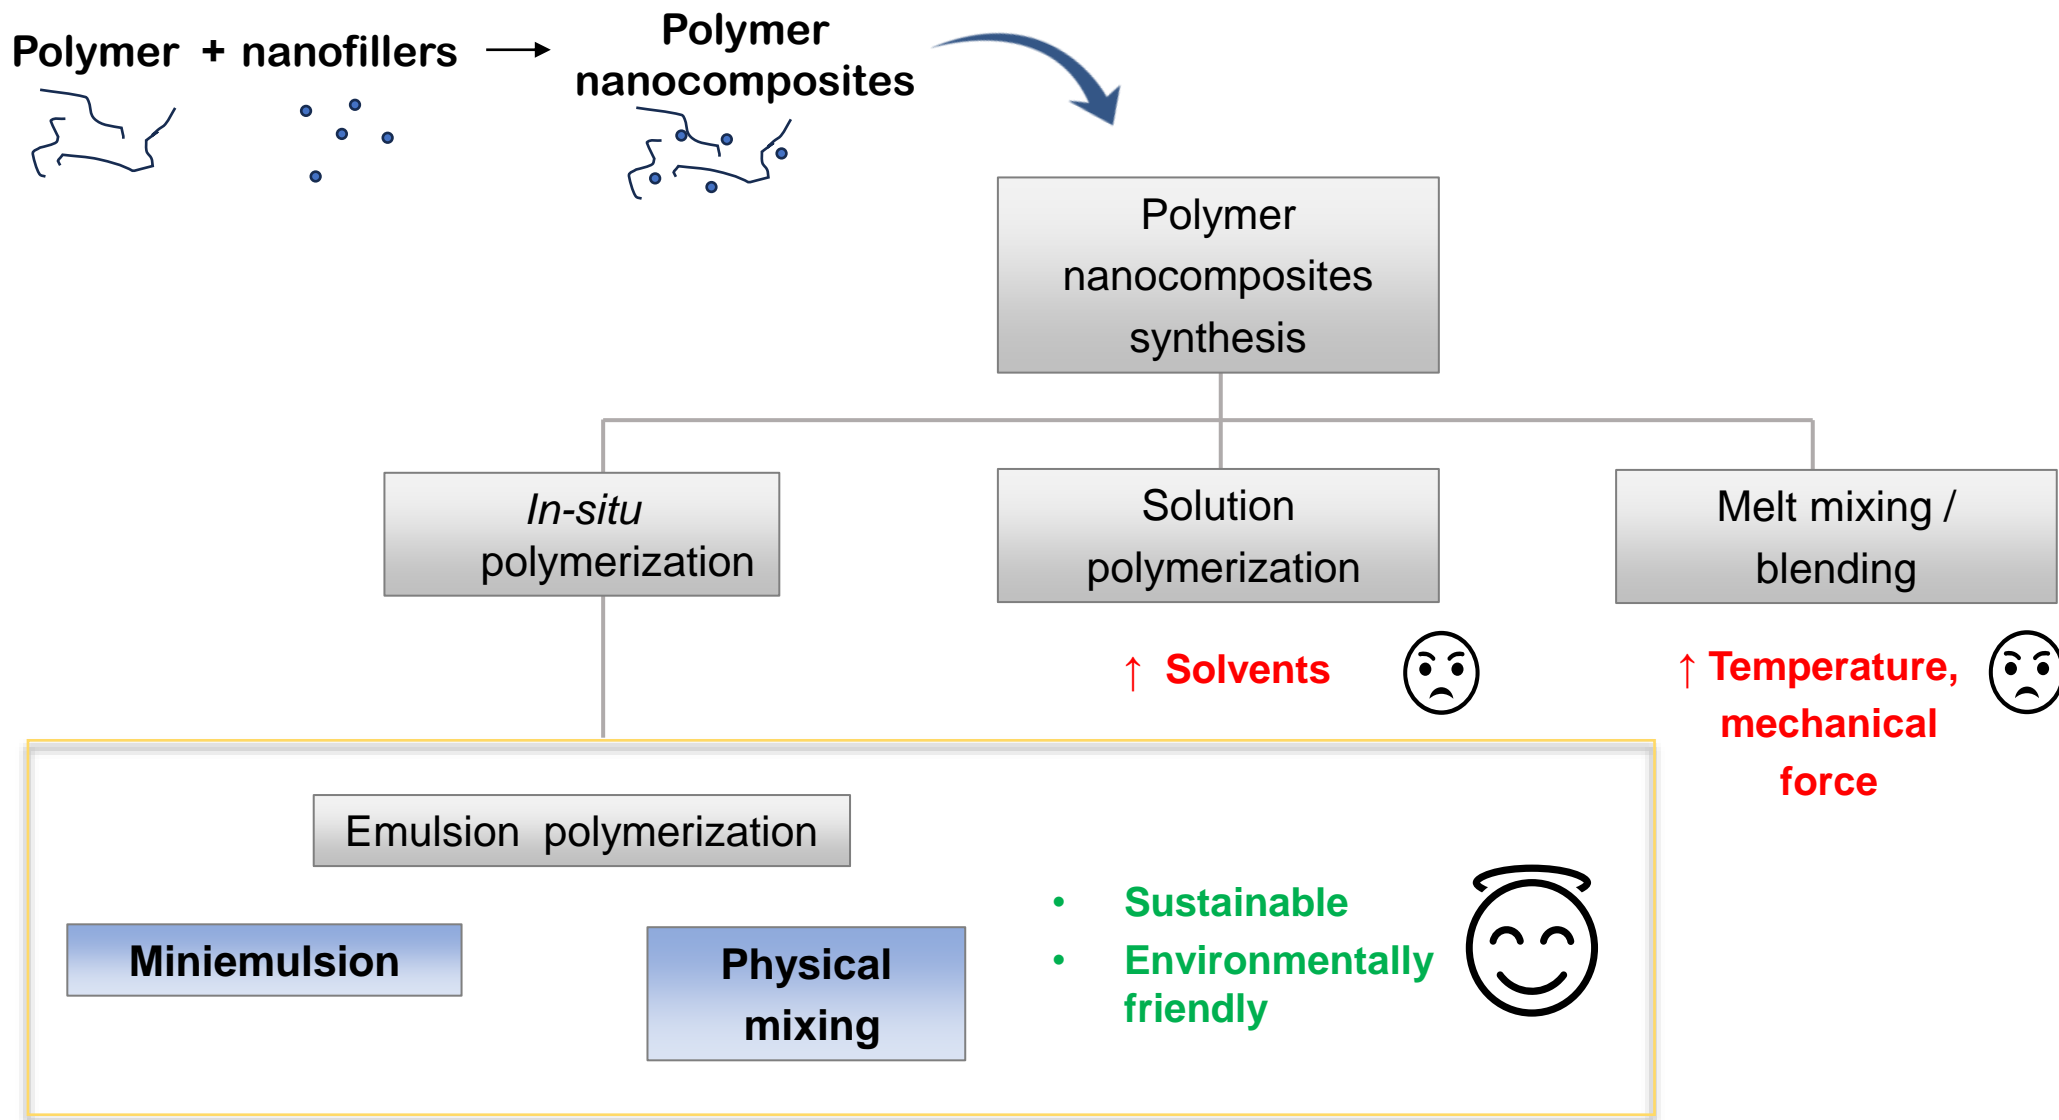 Polymer + nanofillers → Polymer
nanocomposites
Polymer
nanocomposites
synthesis
In-situ
polymerization
Solution
polymerization
Melt mixing /
blending
↑ Solvents
↑ Temperature,
mechanical
force
Emulsion polymerization
Miniemulsion
Physical
mixing
• Sustainable
• Environmentally
friendly